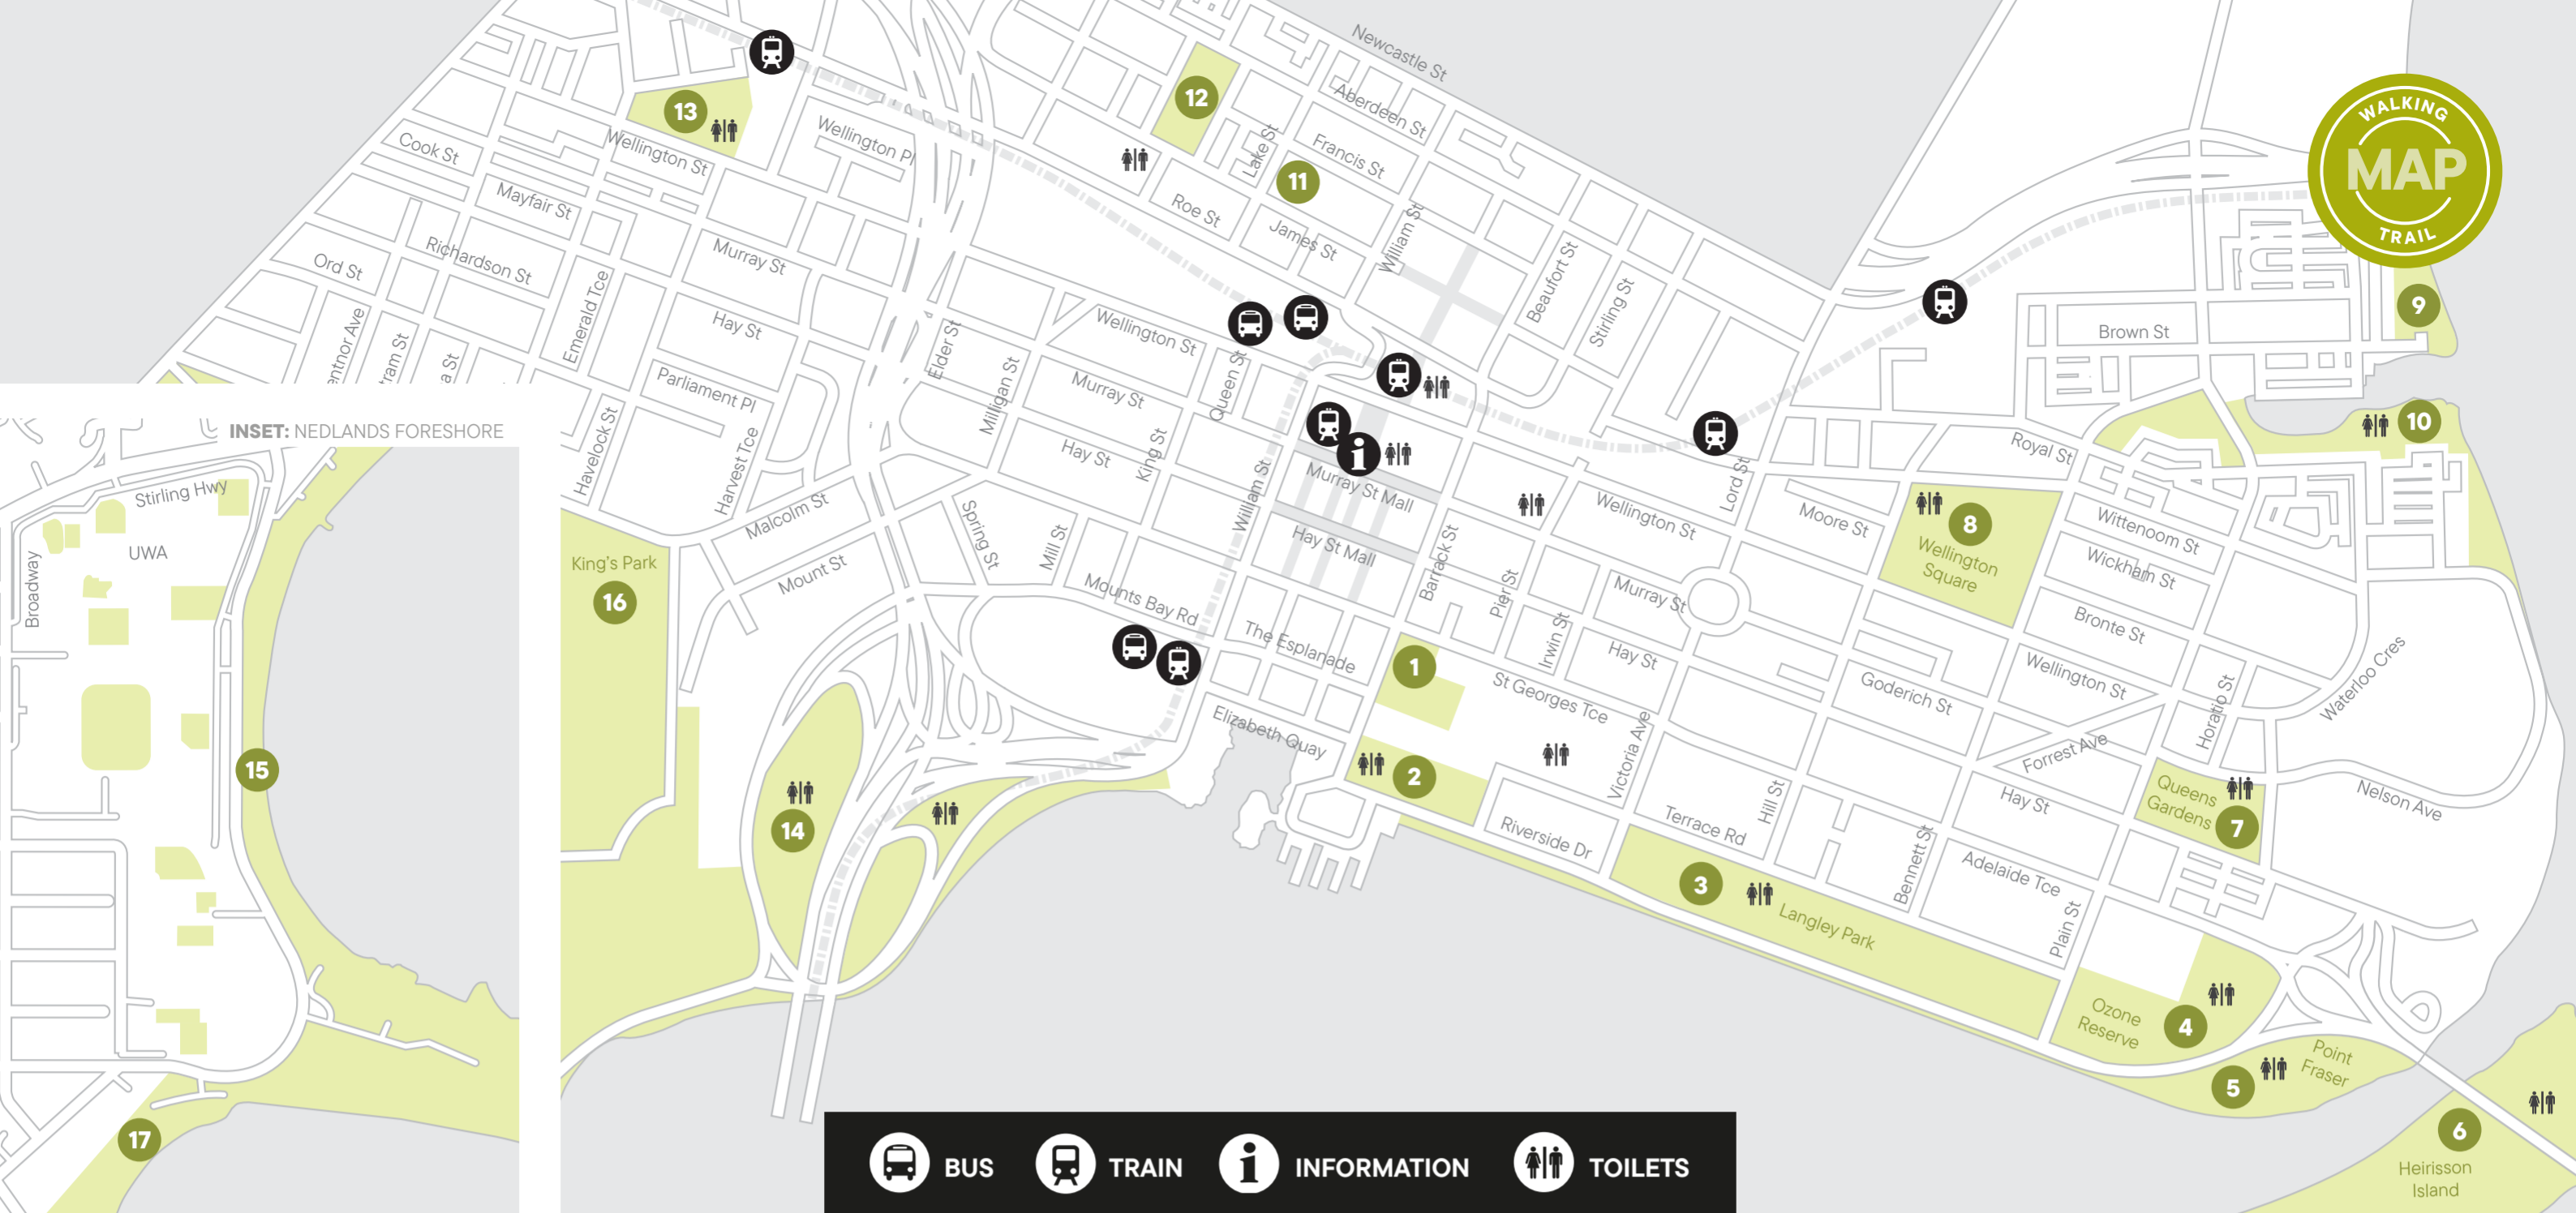 Newcastle St
WALKING
MAP
TRAIL
13
12
Aberdeen St
Wellington Pl
Lake St
Francis St
11
Cook St
Wellington St
Mayfair St
Roe St
James St
William St
Ord St
Richardson St
Murray St
Beaufort St
Stirling St
9
Emerald Tce
Hay St
Wellington St
Brown St
Elder St
Queen St
Milligan St
Murray St
Parliament Pl
10
INSET: NEDLANDS FORESHORE
Havelock St
Harvest Tce
Hay St
King St
William St
Murray St Mall
Royal St
Lord St
Stirling Hwy
Malcolm St
Spring St
Mill St
Hay St Mall
Barrack St
Wellington St
Moore St
8
Wellington
Square
Wittenoom St
Wickham St
Broadway
UWA
King's Park
16
Mount St
Mounts Bay Rd
The Esplanade
Pier St
Irwin St
Murray St
Bronte St
Hay St
1
St Georges Tce
Goderich St
Wellington St
Horatio St
Waterloo Cres
Elizabeth Quay
Victoria Ave
Forrest Ave
15
2
Hill St
Hay St
Queens
Gardens
7
Nelson Ave
14
Riverside Dr
Terrace Rd
Bennett St
Adelaide Tce
3
Langley Park
Plain St
Ozone
Reserve
4
Point
Fraser
5
17
6
Heirisson
Island
BUS
TRAIN
INFORMATION
TOILETS